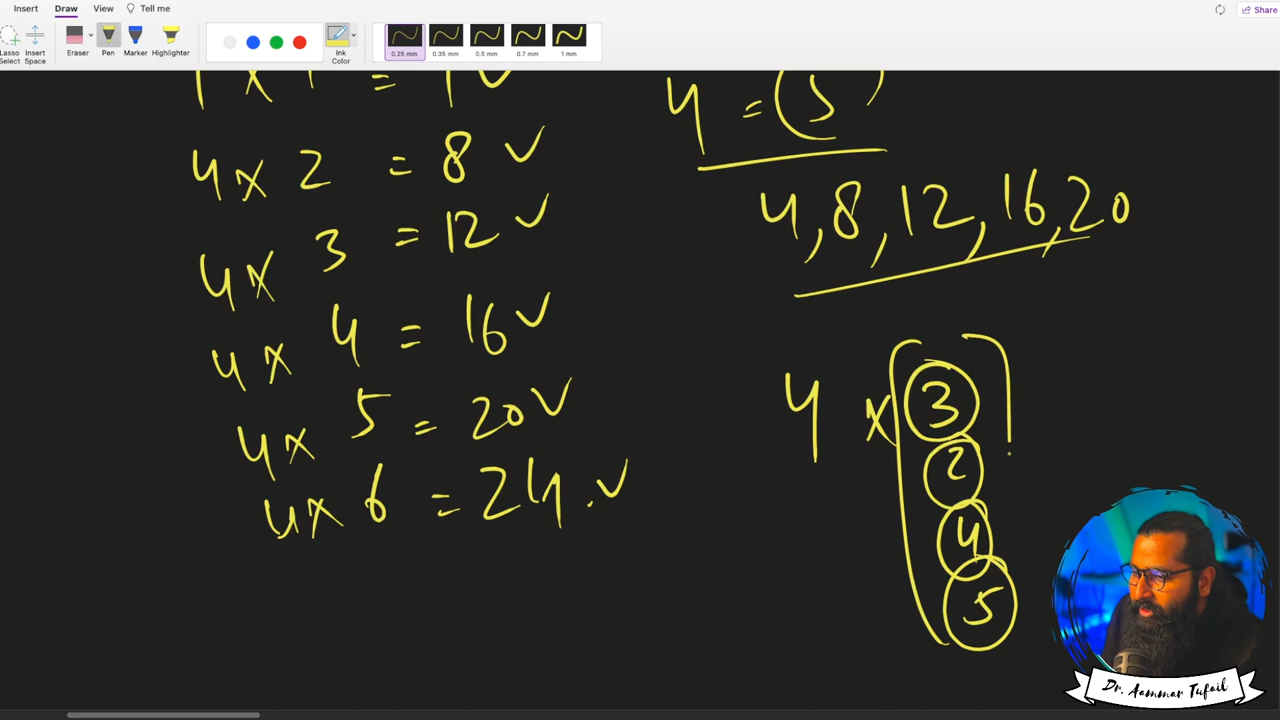 Insert Draw View Tell me
Share
Lasso Select
Insert Space
Eraser
Pen
Marker
Highlighter
Ink Color
0.25 mm
0.35 mm
0.5 mm
0.7 mm
1 mm
4 x 2 = 8 ✓
4 x 3 = 12 ✓
4 x 4 = 16 ✓
4 x 5 = 20 ✓
4 x 6 = 24. ✓
4 = (5)
4, 8, 12, 16, 20
4 x [3]
2
4
5
Dr. Aammar Tufail